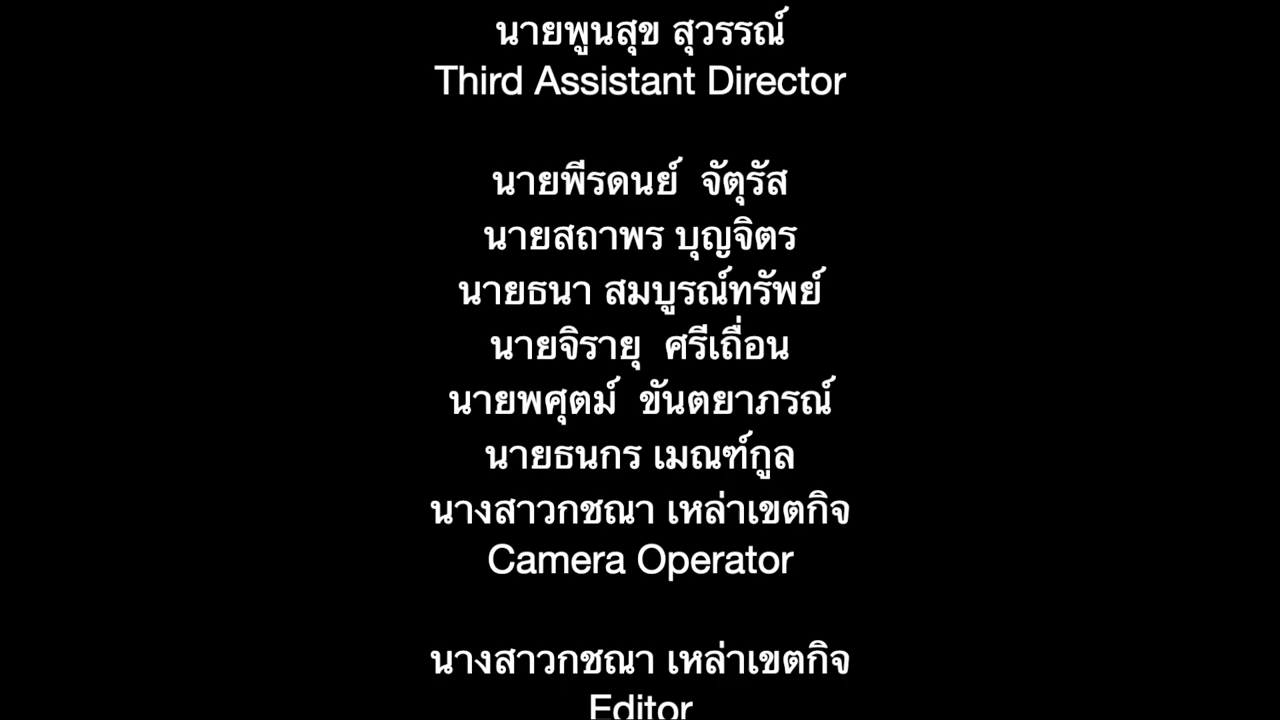 นายพูนสุข สุวรรณ์
Third Assistant Director
นายพีรดนย์ จัตุรัส
นายสถาพร บุญจิตร
นายธนา สมบูรณ์ทรัพย์
นายจิรายุ ศรีเถื่อน
นายพศุตม์ ขันตยาภรณ์
นายธนกร เมณฑ์กูล
นางสาวกชณา เหล่าเขตกิจ
Camera Operator
นางสาวกชณา เหล่าเขตกิจ
Editor